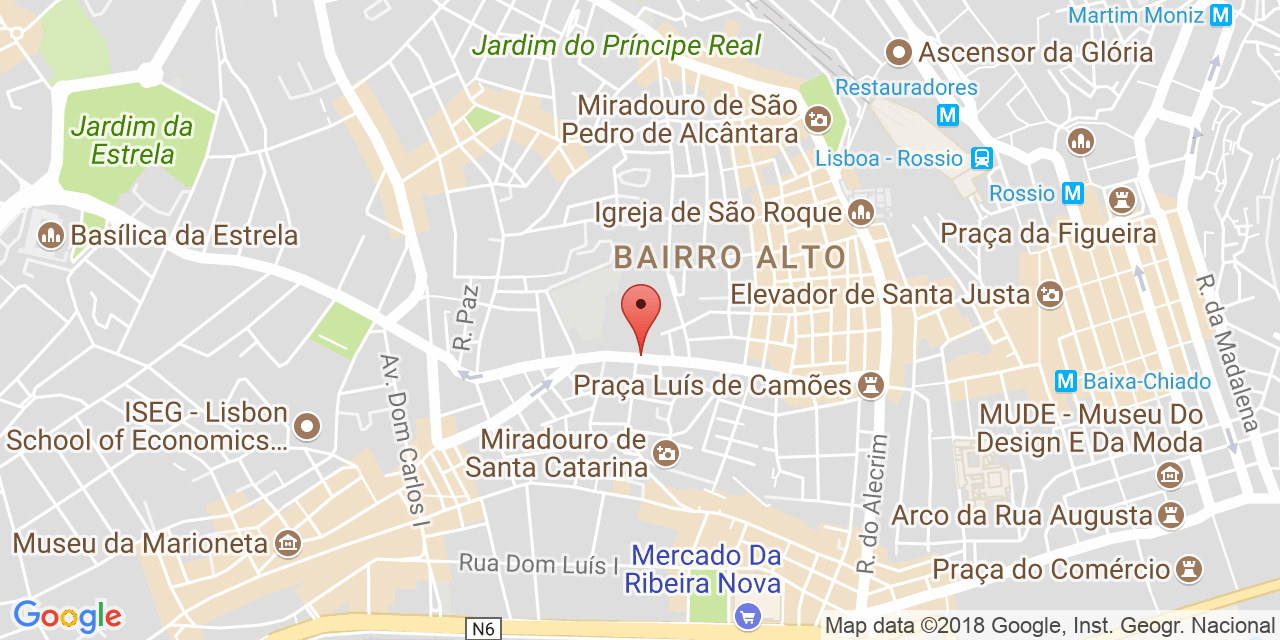 Martim Moniz M
Jardim do Príncipe Real
Ascensor da Glória
Restauradores
M
Miradouro de São
Pedro de Alcântara
Jardim da
Estrela
Lisboa - Rossio
Rossio M
Igreja de São Roque
Praça da Figueira
Basílica da Estrela
BAIRRO ALTO
Elevador de Santa Justa
R. Paz
R. da Madalena
Praça Luís de Camões
M Baixa-Chiado
Av. Dom Carlos I
ISEG - Lisbon
School of Economics...
MUDE - Museu Do
Design E Da Moda
Miradouro de
Santa Catarina
R. do Alecrim
Arco da Rua Augusta
Museu da Marioneta
Rua Dom Luís I
Mercado Da
Ribeira Nova
Praça do Comércio
Google
N6
Map data ©2018 Google, Inst. Geogr. Nacional